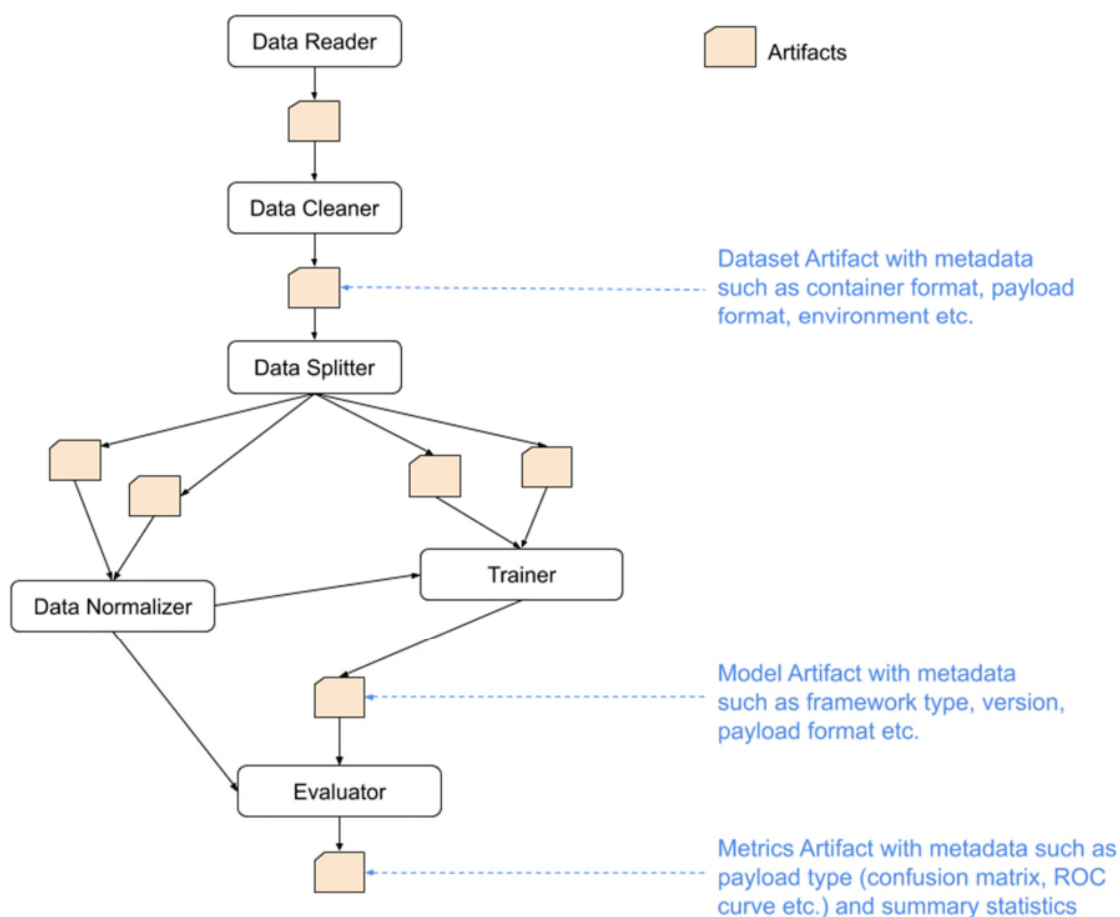 Data Reader
Artifacts
Data Cleaner
Dataset Artifact with metadata
such as container format, payload
format, environment etc.
Data Splitter
Trainer
Data Normalizer
Model Artifact with metadata
such as framework type, version,
payload format etc.
Evaluator
Metrics Artifact with metadata such as
payload type (confusion matrix, ROC
curve etc.) and summary statistics